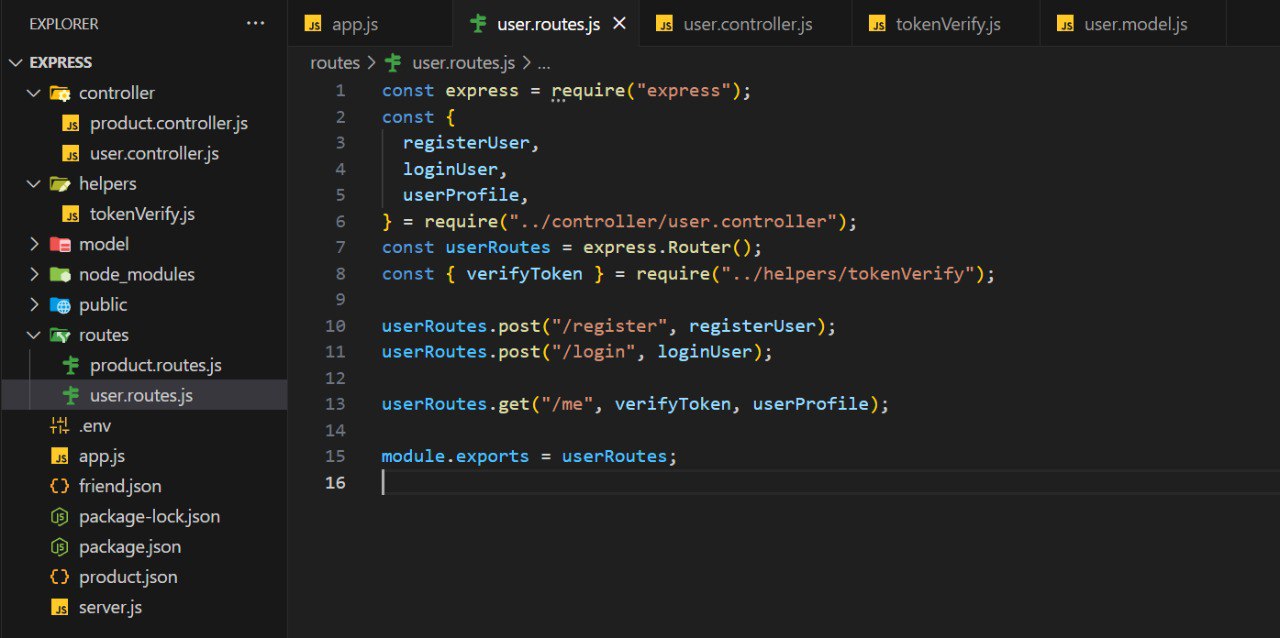 EXPLORER ...
EXPRESS
controller
product.controller.js
user.controller.js
helpers
tokenVerify.js
model
node_modules
public
routes
product.routes.js
user.routes.js
.env
app.js
friend.json
package-lock.json
package.json
product.json
server.js
app.js user.routes.js user.controller.js tokenVerify.js user.model.js
routes > user.routes.js > ...
1 const express = require("express");
2 const {
3   registerUser,
4   loginUser,
5   userProfile,
6 } = require("../controller/user.controller");
7 const userRoutes = express.Router();
8 const { verifyToken } = require("../helpers/tokenVerify");
9
10 userRoutes.post("/register", registerUser);
11 userRoutes.post("/login", loginUser);
12
13 userRoutes.get("/me", verifyToken, userProfile);
14
15 module.exports = userRoutes;
16